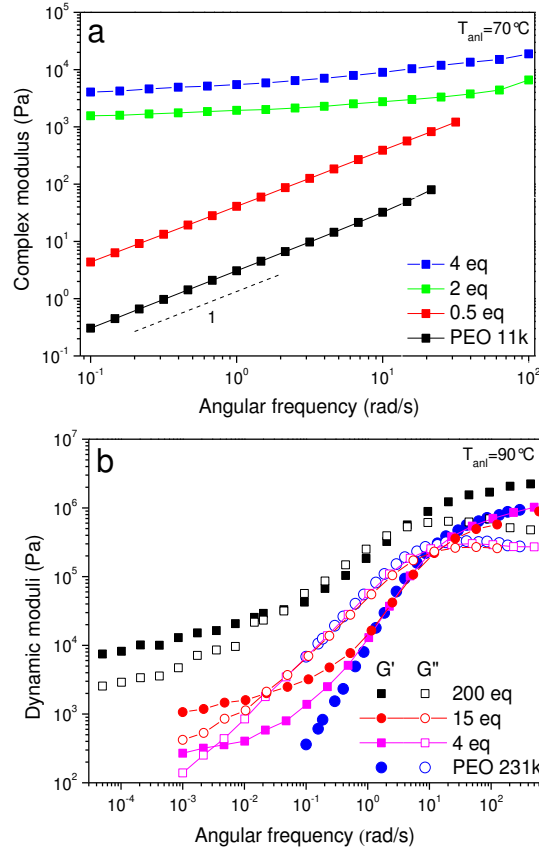 a
T_anl=70°C
10^5
10^4
10^3
10^2
10^1
10^0
10^-1
Complex modulus (Pa)
1
4 eq
2 eq
0.5 eq
PEO 11k
10^-1 10^0 10^1 10^2
Angular frequency (rad/s)
b
T_anl=90°C
10^7
10^6
10^5
10^4
10^3
10^2
Dynamic moduli (Pa)
G' G"
200 eq
15 eq
4 eq
PEO 231k
10^-4 10^-3 10^-2 10^-1 10^0 10^1 10^2
Angular frequency (rad/s)